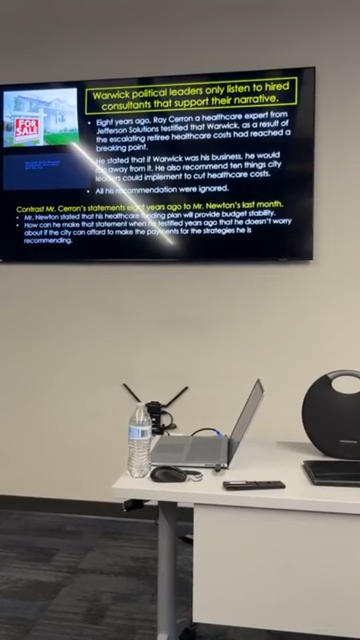 Warwick political leaders only listen to hired
consultants that support their narrative.
FOR
SALE
• Eight years ago, Ray Cerron a healthcare expert from
Jefferson Solutions testified that Warwick, as a result of
the escalating retiree healthcare costs had reached a
breaking point.
He stated that if Warwick was his business, he would
away from it. He also recommend ten things city
leaders could implement to cut healthcare costs.
• All his recommendation were ignored.
Contrast Mr. Cerron's statements eight years ago to Mr. Newton's last month.
• Mr. Newton stated that his healthcare funding plan will provide budget stability.
• How can he make that statement when he testified years ago that he doesn't worry
about if the city can afford to make the payments for the strategies he is
recommending.